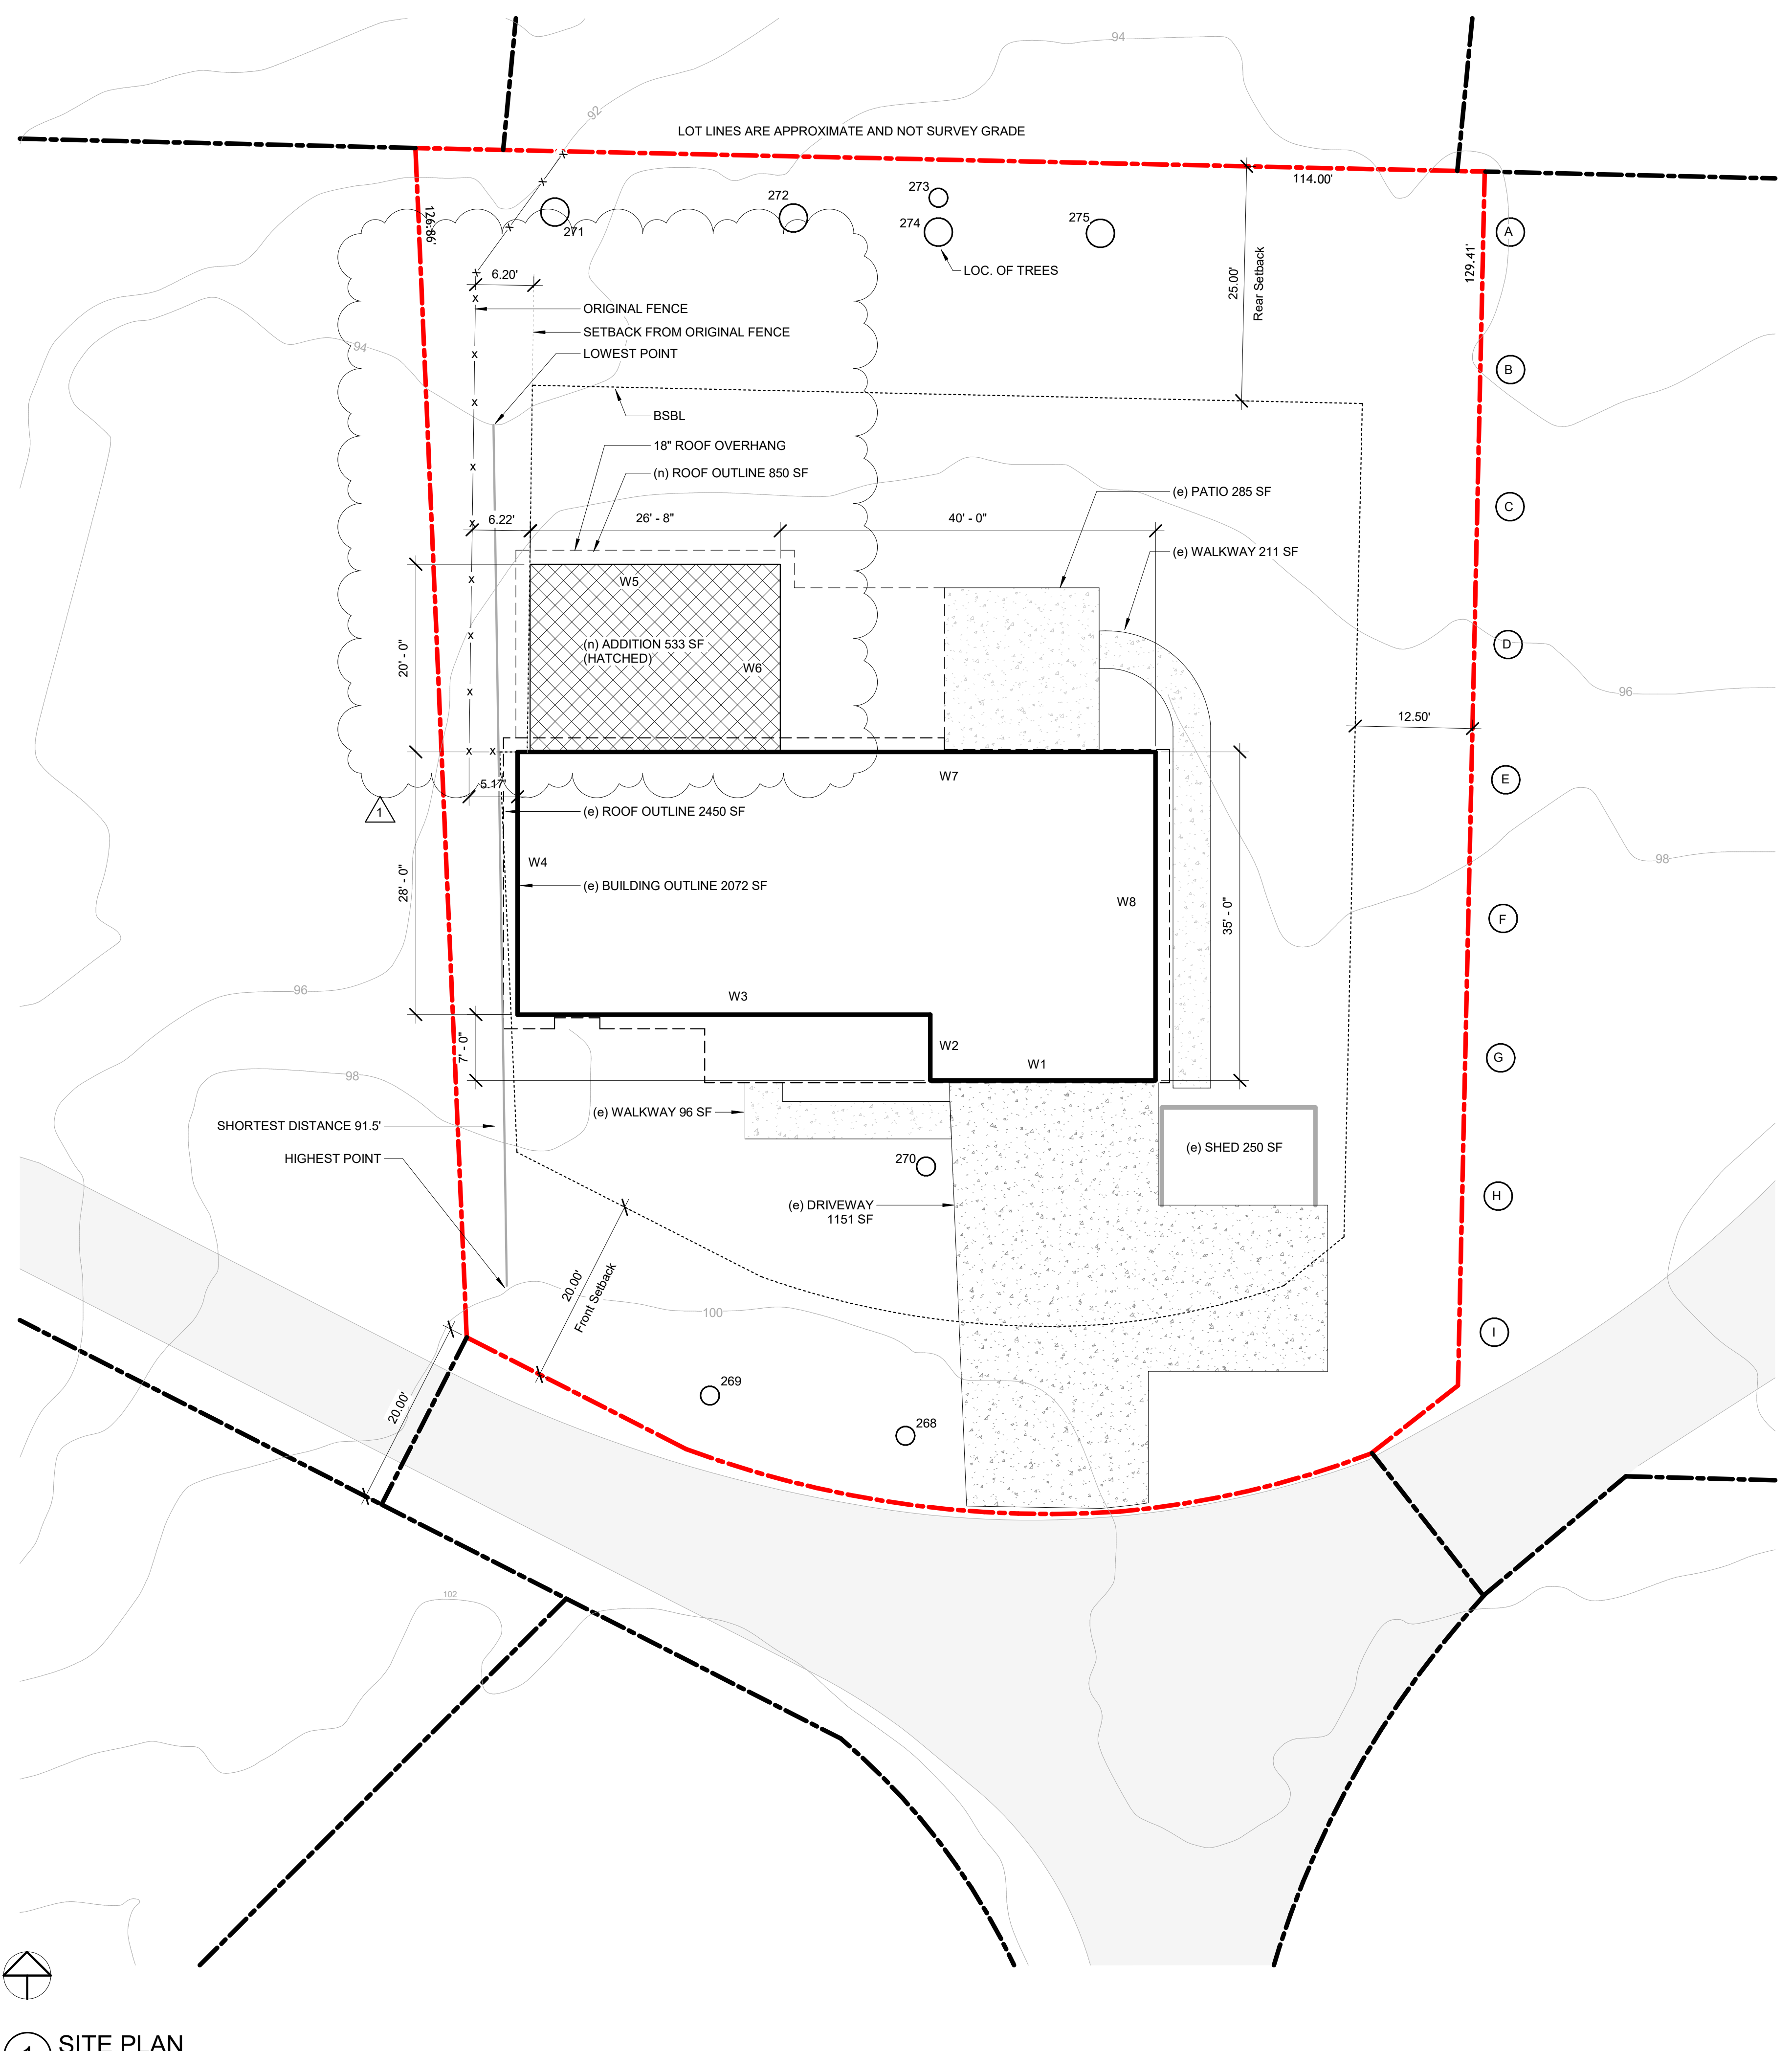 94
92
LOT LINES ARE APPROXIMATE AND NOT SURVEY GRADE
114.00'
273
272
271
274
275
126.86'
129.41'
A
LOC. OF TREES
6.20'
25.00'
Rear Setback
x
x
x
x
x
ORIGINAL FENCE
SETBACK FROM ORIGINAL FENCE
94
x
LOWEST POINT
B
x
BSBL
18" ROOF OVERHANG
x
(n) ROOF OUTLINE 850 SF
(e) PATIO 285 SF
C
x
6.22'
26' - 8"
40' - 0"
(e) WALKWAY 211 SF
x
W5
x
(n) ADDITION 533 SF
(HATCHED)
W6
D
20' - 0"
x
96
12.50'
x
x
W7
E
5.17'
1
(e) ROOF OUTLINE 2450 SF
98
W4
(e) BUILDING OUTLINE 2072 SF
28' - 0"
W8
35' - 0"
F
96
W3
7' - 0"
W2
W1
G
98
(e) WALKWAY 96 SF
SHORTEST DISTANCE 91.5'
(e) SHED 250 SF
HIGHEST POINT
270
H
(e) DRIVEWAY
1151 SF
20.00'
Front Setback
100
I
20.00'
269
268
102
1
SITE PLAN